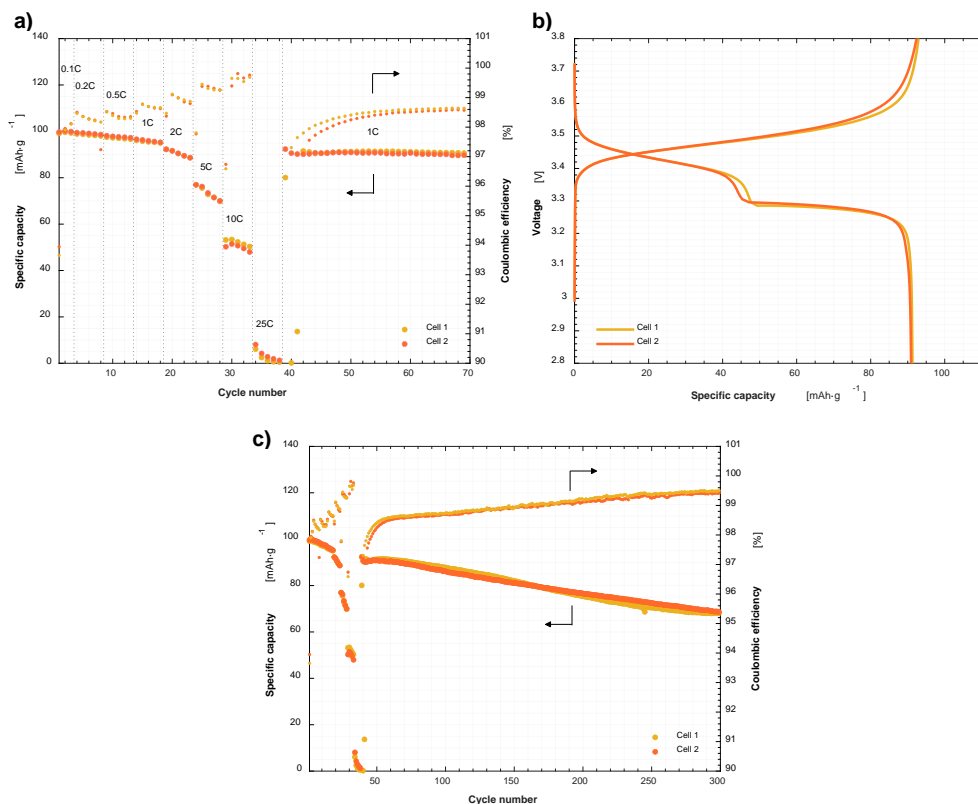 a)
140
120
100
80
60
40
20
0
Specific capacity [mAh·g -1]
0.1C
0.2C
0.5C
1C
2C
5C
10C
25C
1C
101
100
99
98
97
96
95
94
93
92
91
90
Coulombic efficiency [%]
Cell 1
Cell 2
0 10 20 30 40 50 60 70
Cycle number
b)
3.8
3.7
3.6
3.5
3.4
3.3
3.2
3.1
3
2.9
2.8
Voltage [V]
Cell 1
Cell 2
0 20 40 60 80 100
Specific capacity [mAh·g -1]
c)
140
120
100
80
60
40
20
0
Specific capacity [mAh·g -1]
101
100
99
98
97
96
95
94
93
92
91
90
Coulombic efficiency [%]
Cell 1
Cell 2
50 100 150 200 250 300
Cycle number